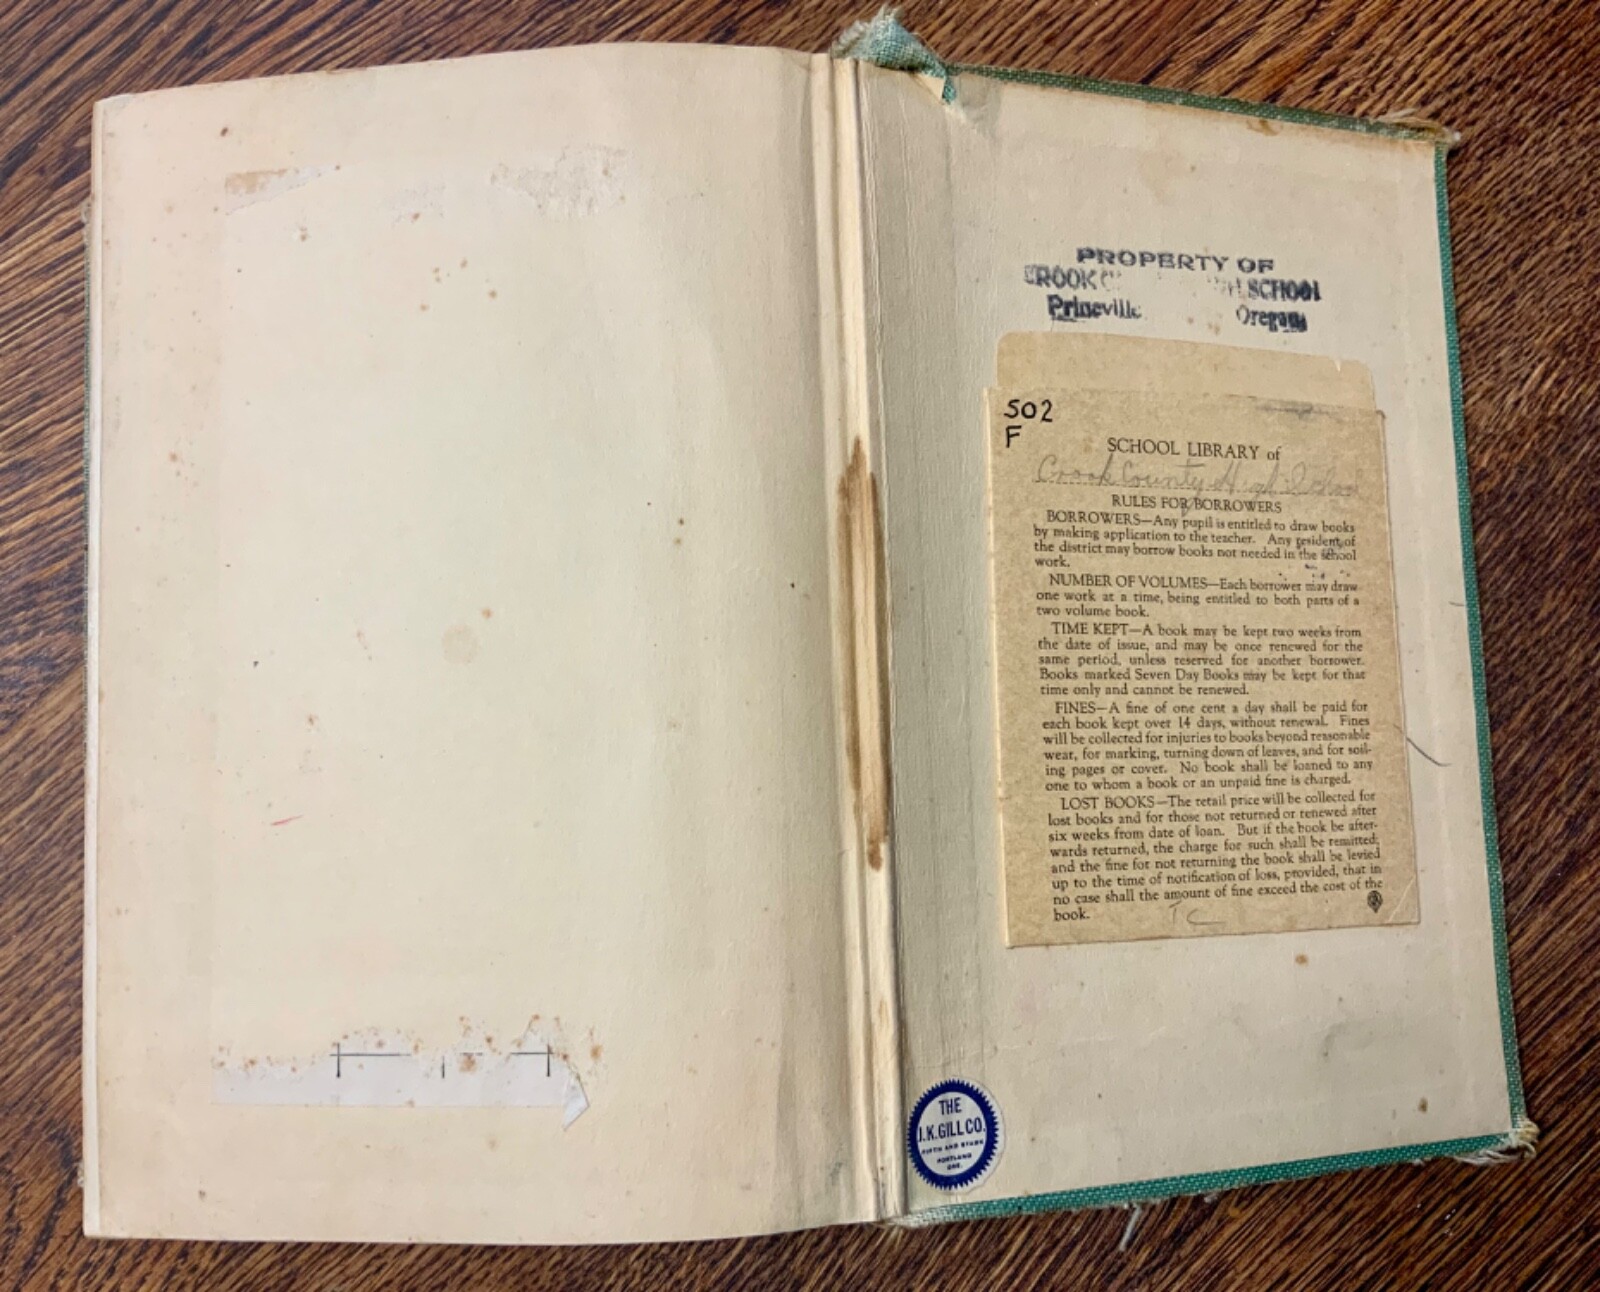 PROPERTY OF
CROOK SCHOOL
Prineville Oregon
502
F
SCHOOL LIBRARY of
Crook County High School
RULES FOR BORROWERS
BORROWERS—Any pupil is entitled to draw books
by making application to the teacher. Any resident of
the district may borrow books not needed in the school
work.
NUMBER OF VOLUMES—Each borrower may draw
one work at a time, being entitled to both parts of a
two volume book.
TIME KEPT—A book may be kept two weeks from
the date of issue, and may be once renewed for the
same period, unless reserved for another borrower.
Books marked Seven Day Books may be kept for that
time only and cannot be renewed.
FINES—A fine of one cent a day shall be paid for
each book kept over 14 days, without renewal. Fines
will be collected for injuries to books beyond reasonable
wear, for marking, turning down of leaves, and for soil-
ing pages or cover. No book shall be loaned to any
one to whom a book or an unpaid fine is charged.
LOST BOOKS—The retail price will be collected for
lost books and for those not returned or renewed after
six weeks from date of loan. But if the book be after-
wards returned, the charge for such shall be remitted;
and the fine for not returning the book shall be levied
up to the time of notification of loss, provided, that in
no case shall the amount of fine exceed the cost of the
book.
TC
THE
J.K. GILL CO.
FIFTH AND STARK
PORTLAND
ORE.